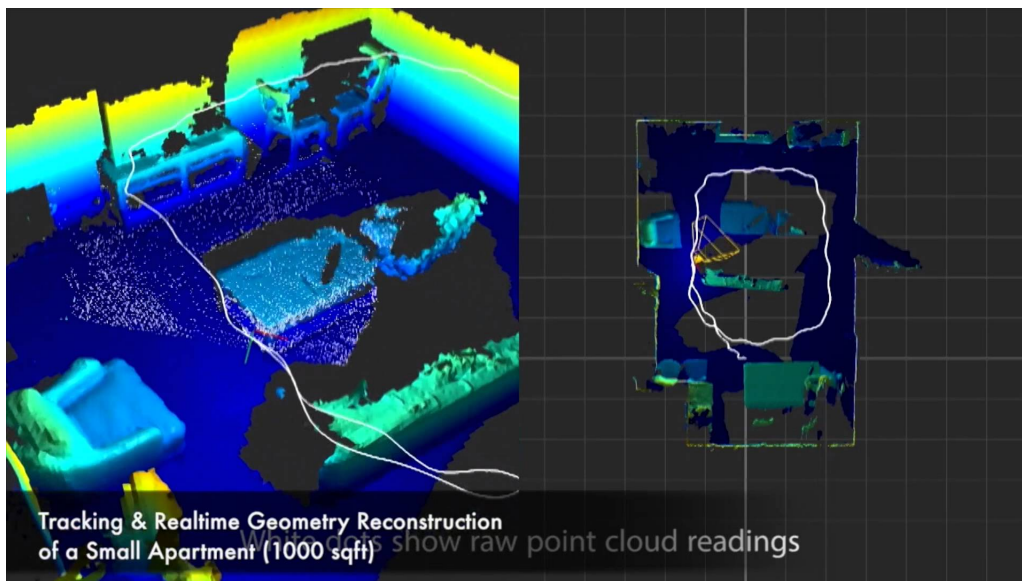 Tracking & Realtime Geometry Reconstruction
of a Small Apartment (1000 sqft)
White dots show raw point cloud readings